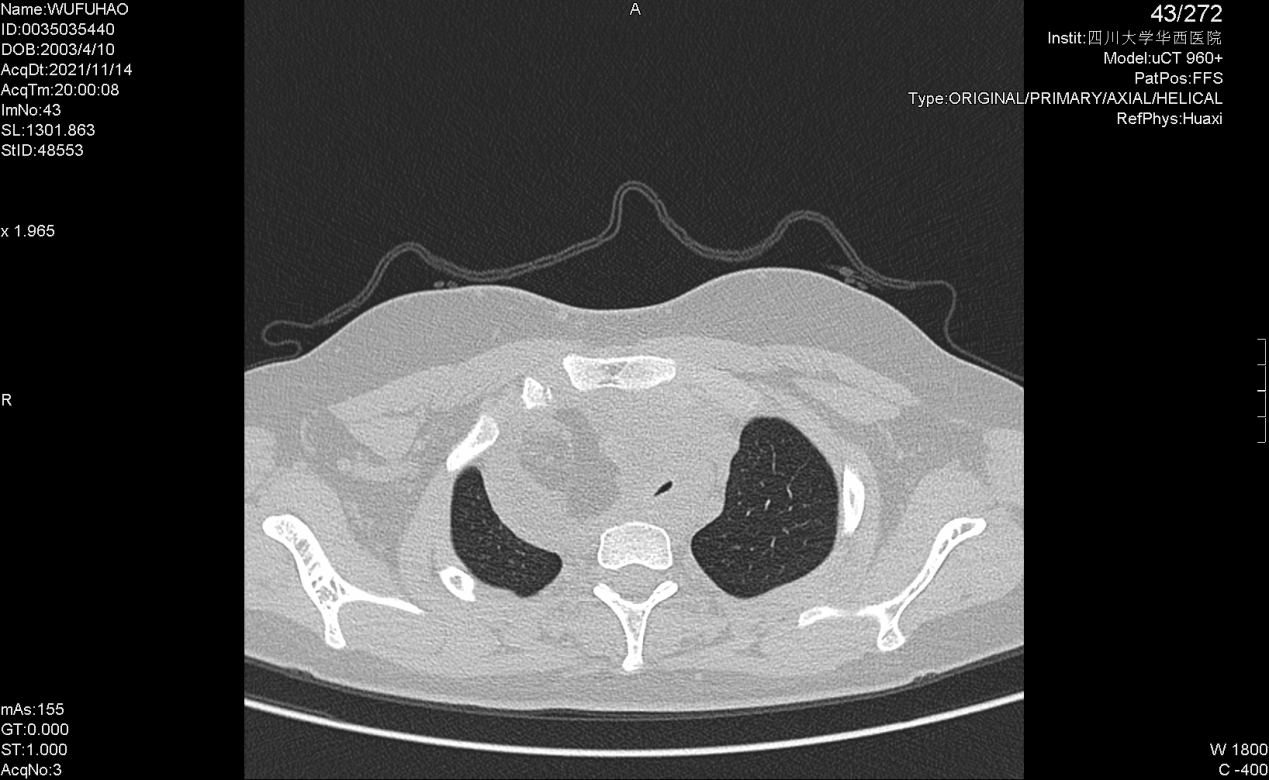 Name:WUFUHAO
ID:0035035440
DOB:2003/4/10
AcqDt:2021/11/14
AcqTm:20:00:08
ImNo:43
SL:1301.863
StID:48553
x 1.965
A
43/272
Instit:四川大学华西医院
Model:uCT 960+
PatPos:FFS
Type:ORIGINAL/PRIMARY/AXIAL/HELICAL
RefPhys:Huaxi
R
mAs:155
GT:0.000
ST:1.000
AcqNo:3
W 1800
C -400